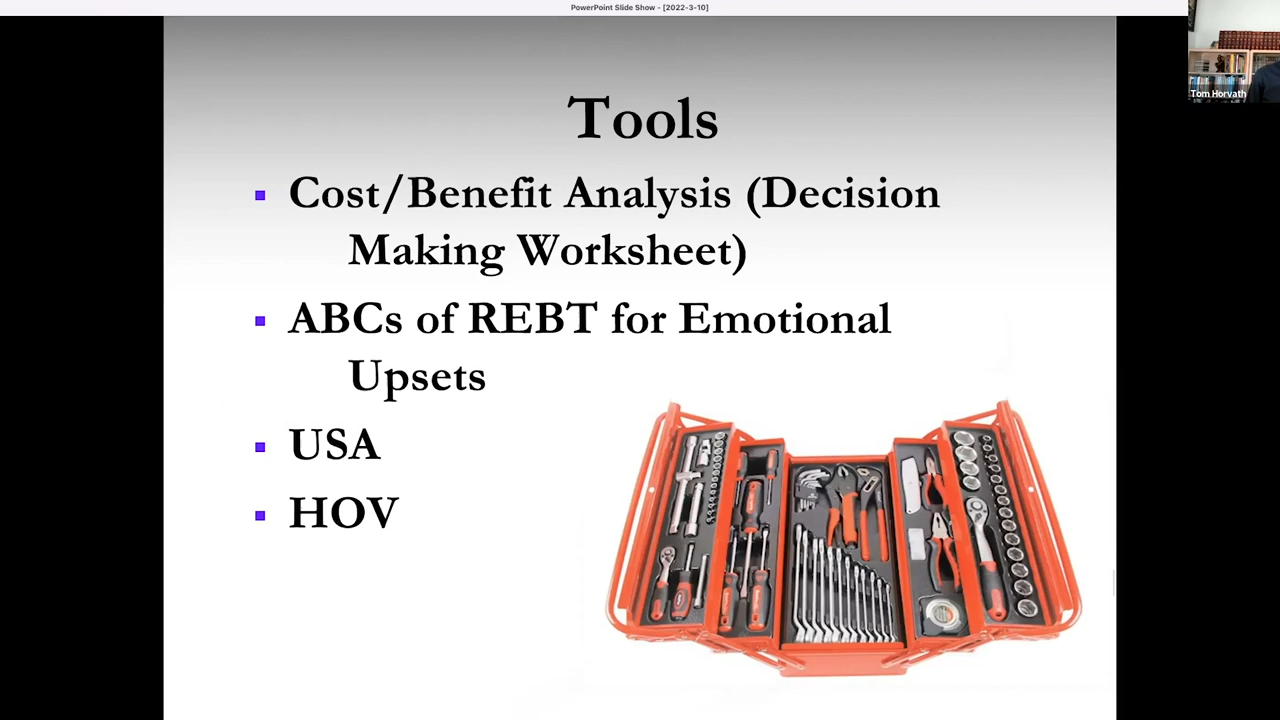 PowerPoint Slide Show - [2022-3-10]
Tom Horvath
Tools
Cost/Benefit Analysis (Decision
Making Worksheet)
ABCs of REBT for Emotional
Upsets
USA
HOV